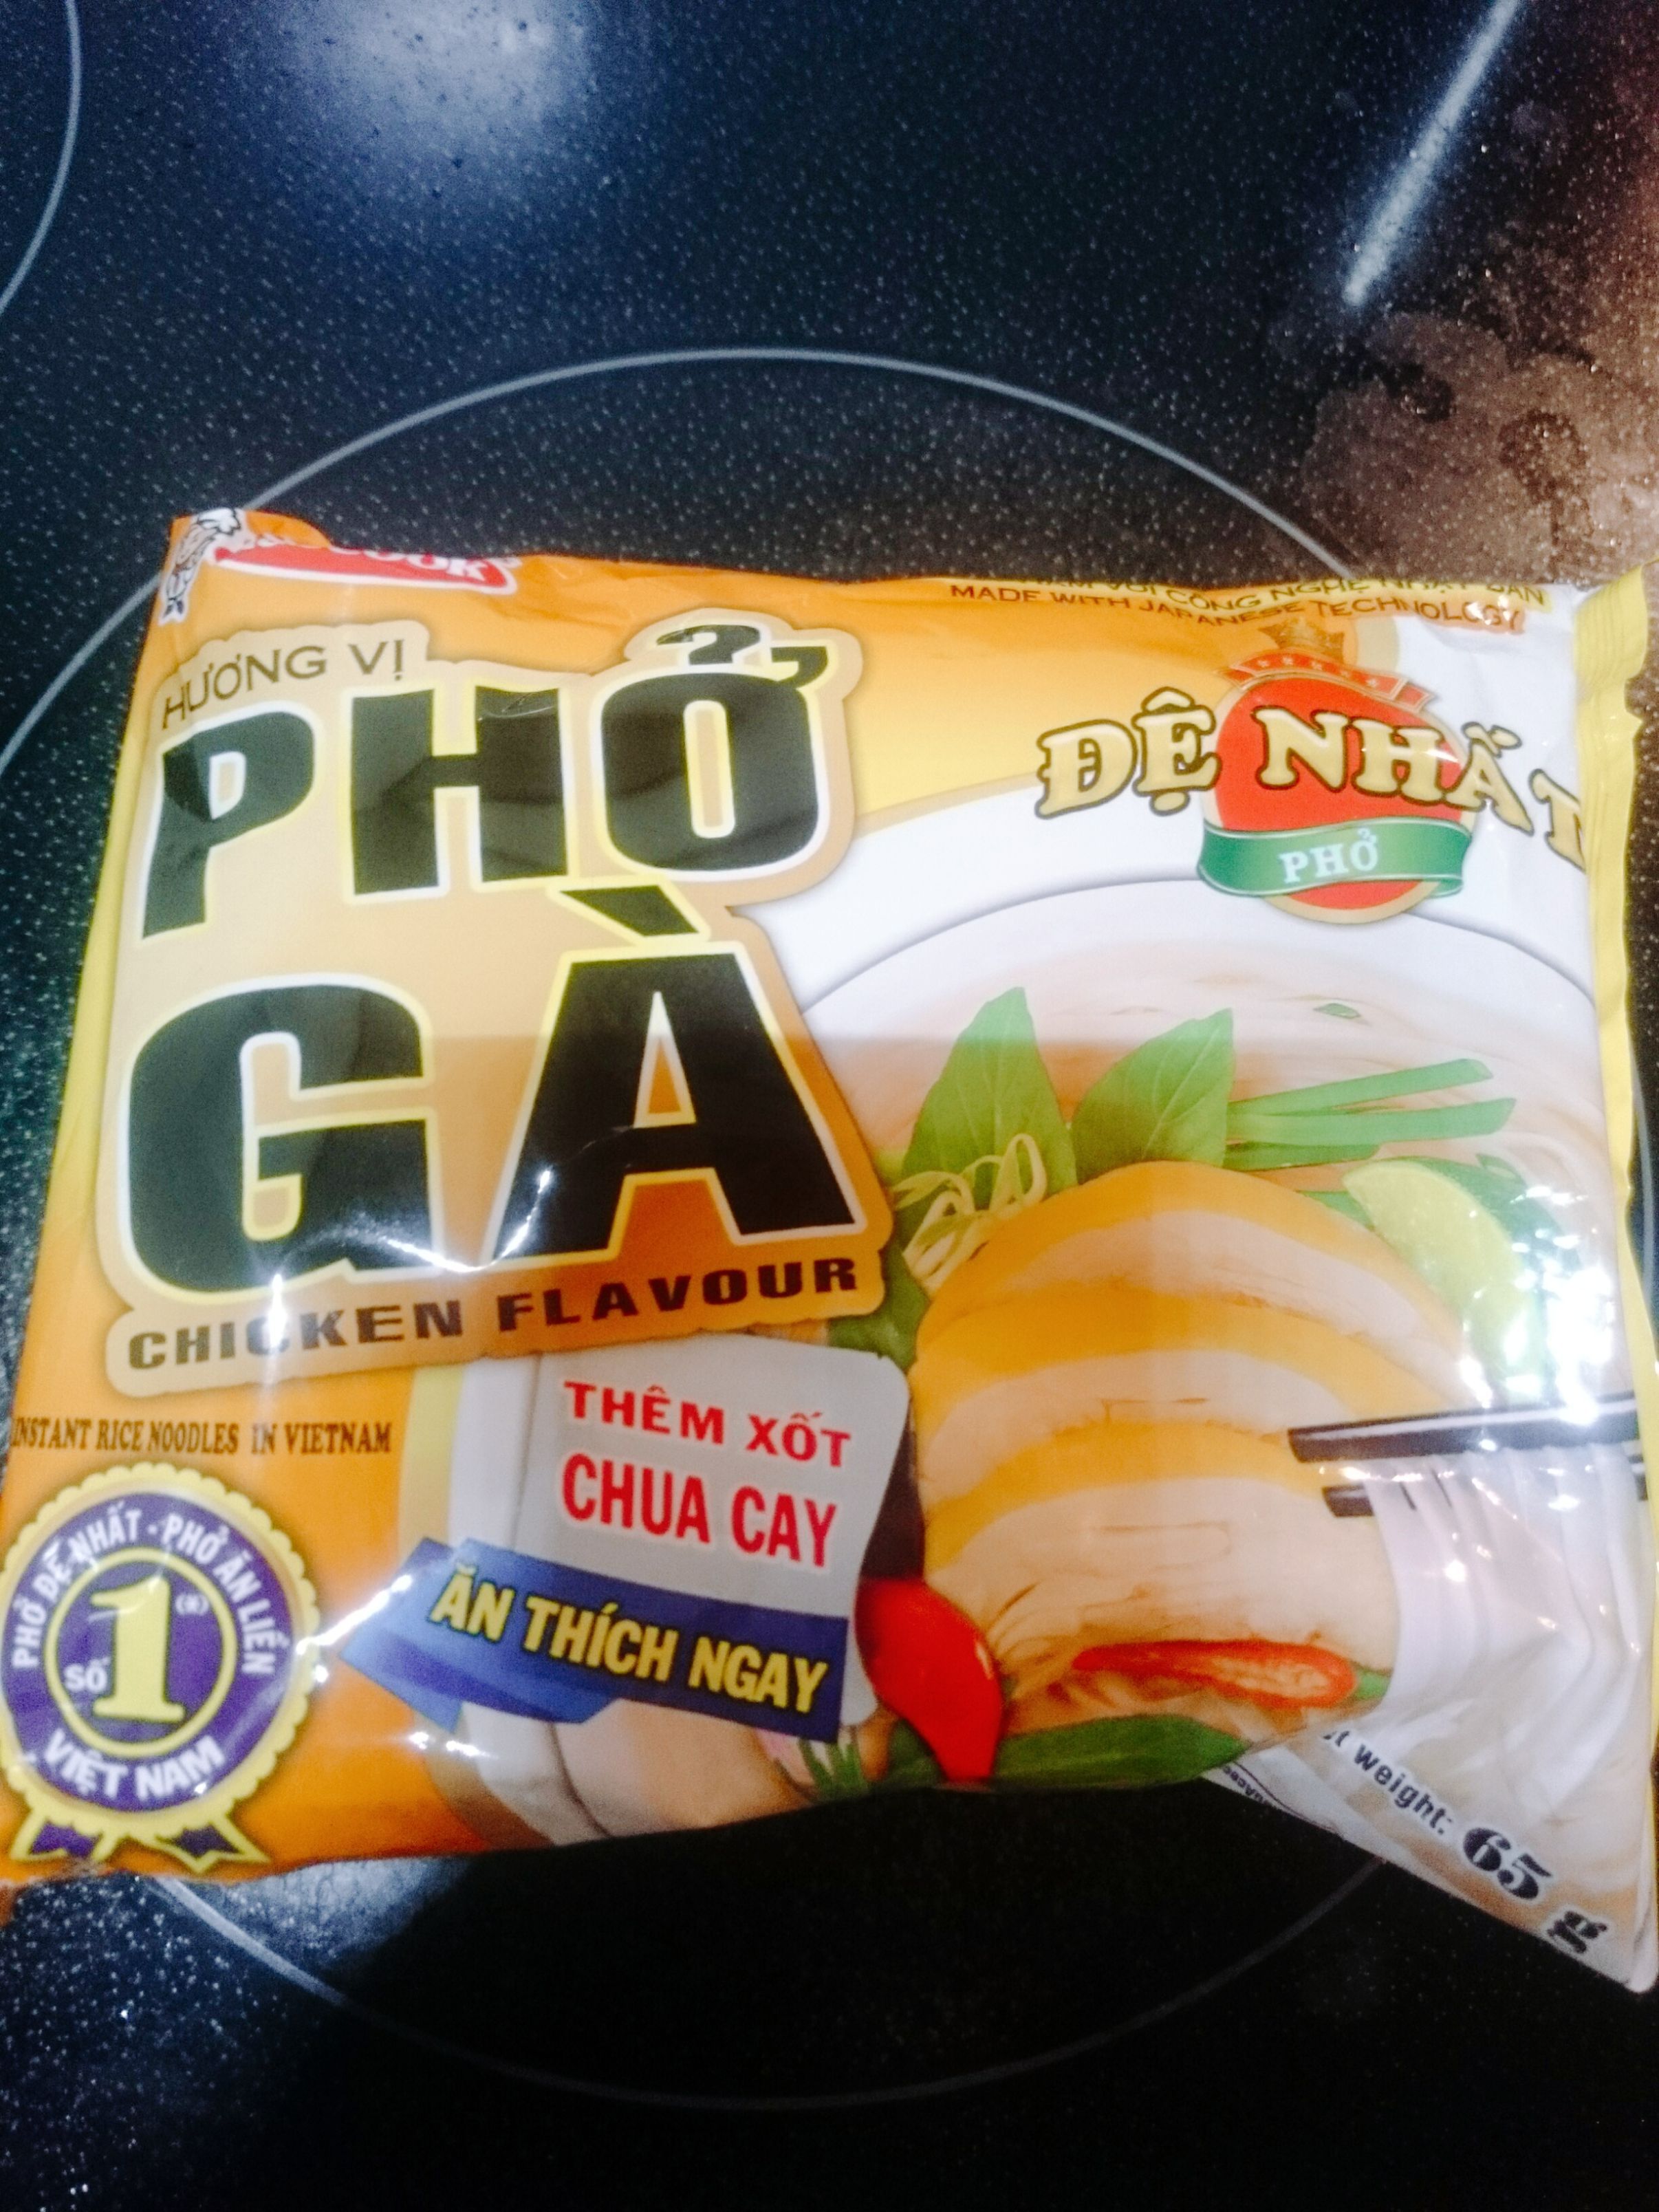 MADE WITH JAPANESE TECHNOLOGY
HƯƠNG VỊ
PHỞ
GÀ
CHICKEN FLAVOUR
ĐỆ NHẤT
PHỞ
INSTANT RICE NOODLES IN VIETNAM
THÊM XỐT
CHUA CAY
ĂN THÍCH NGAY
PHỞ ĐỆ NHẤT - PHỞ ĂN LIỀN
SỐ 1 (*)
VIỆT NAM
weight: 65 g